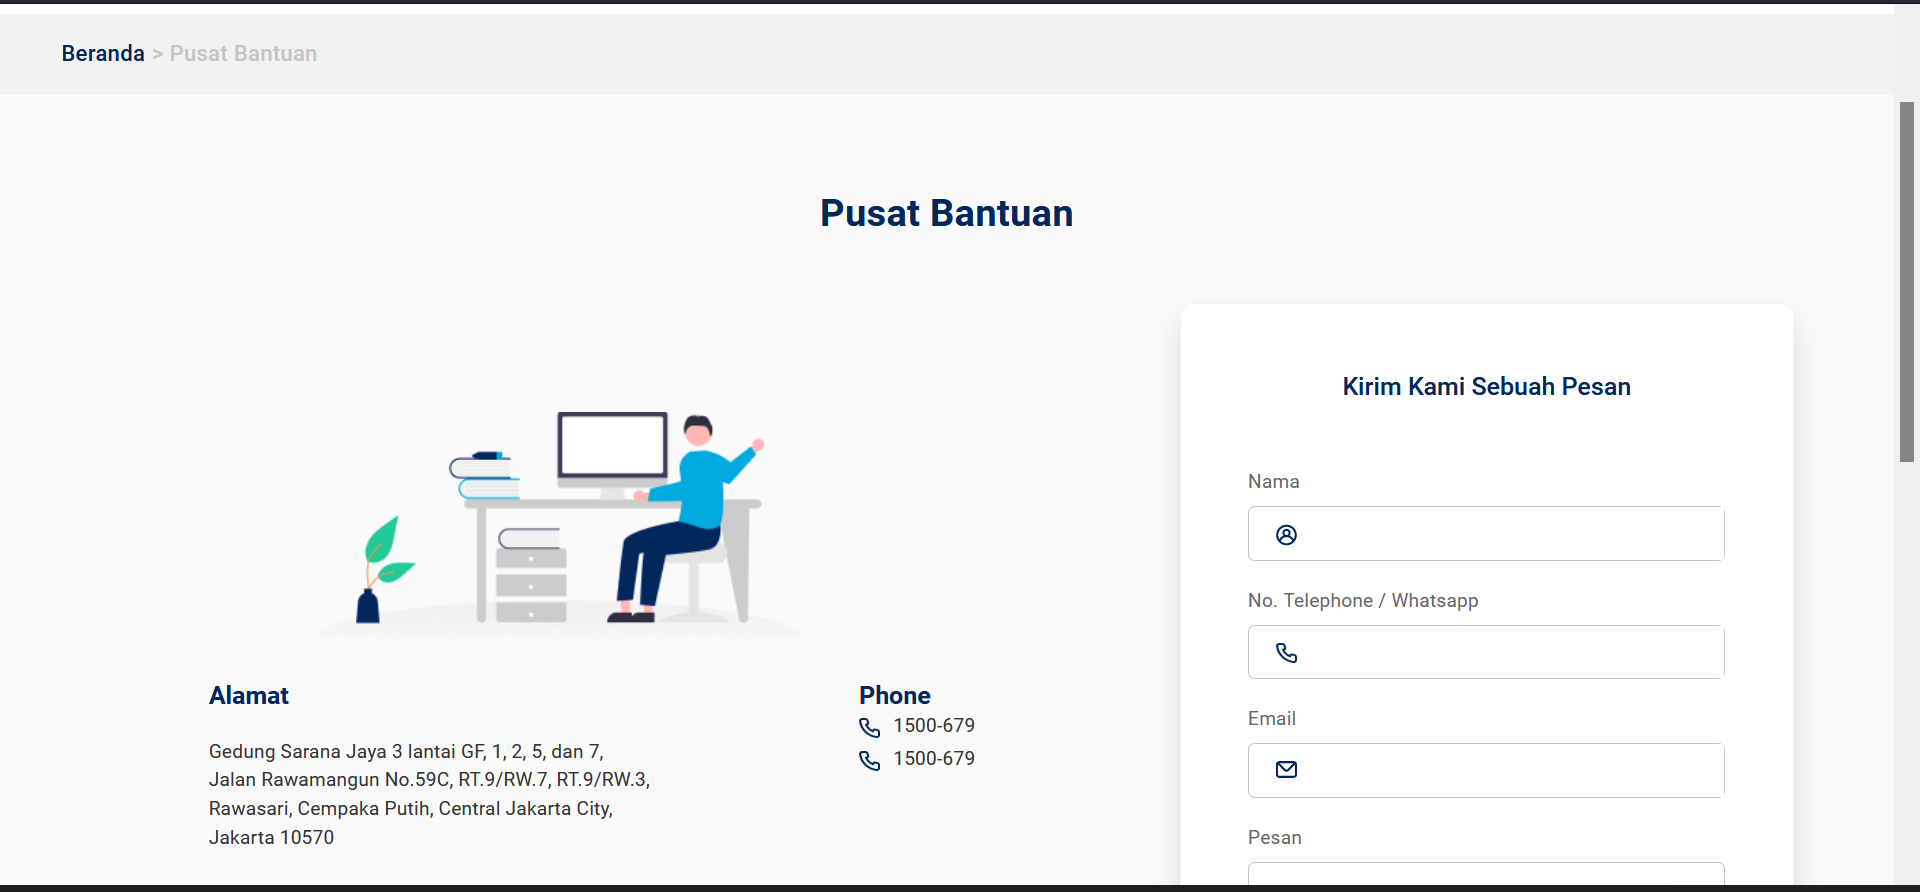 Beranda > Pusat Bantuan
Pusat Bantuan
Alamat
Gedung Sarana Jaya 3 lantai GF, 1, 2, 5, dan 7,
Jalan Rawamangun No.59C, RT.9/RW.7, RT.9/RW.3,
Rawasari, Cempaka Putih, Central Jakarta City,
Jakarta 10570
Phone
1500-679
1500-679
Kirim Kami Sebuah Pesan
Nama
No. Telephone / Whatsapp
Email
Pesan